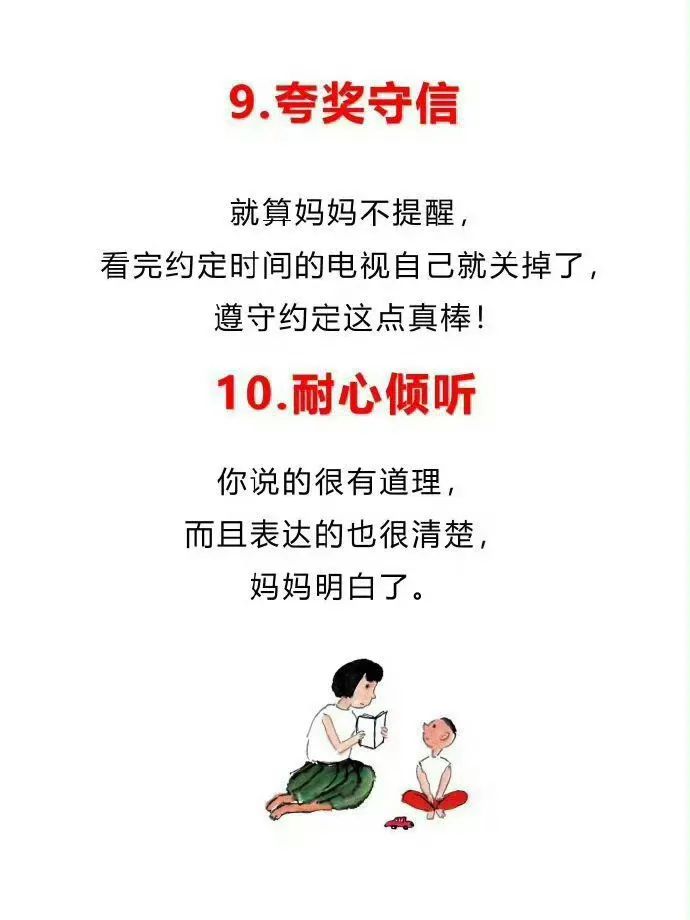 9.夸奖守信
就算妈妈不提醒，
看完约定时间的电视自己就关掉了，
遵守约定这点真棒！
10.耐心倾听
你说的很有道理，
而且表达的也很清楚，
妈妈明白了。